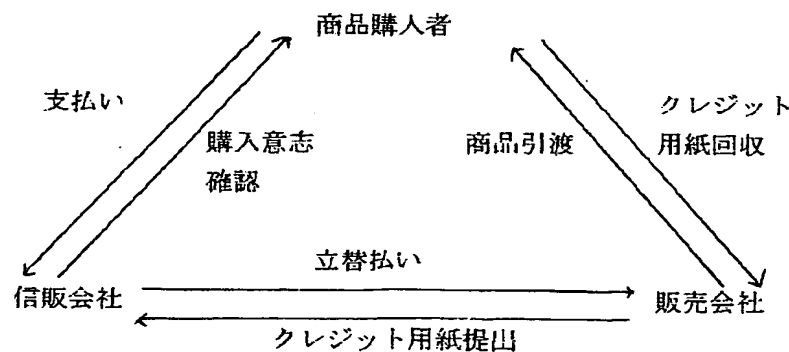 商品購入者
支払い
クレジット
用紙回収
購入意志
確認
商品引渡
立替払い
信販会社
販売会社
クレジット用紙提出